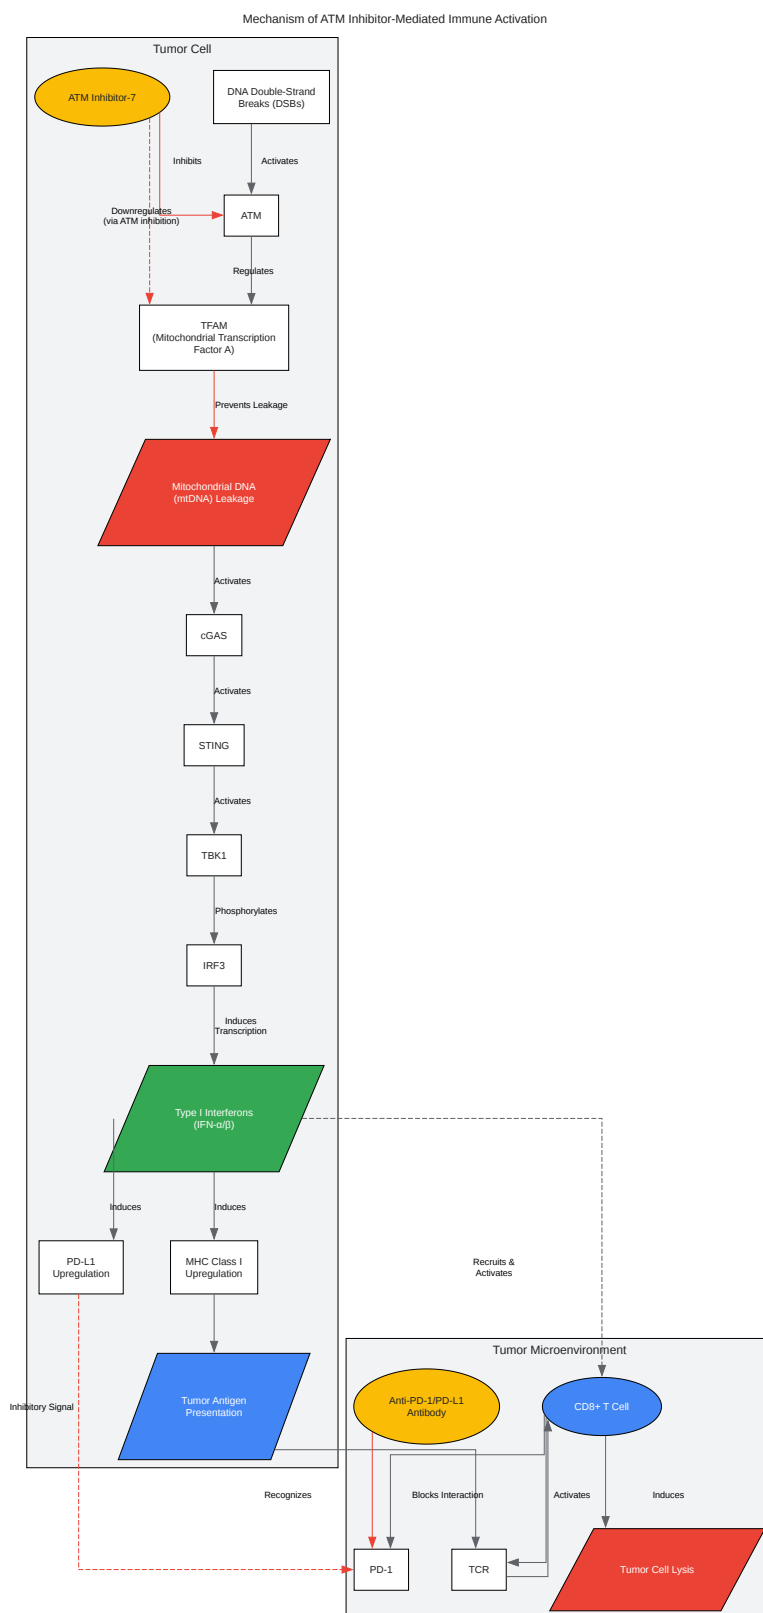 Mechanism of ATM Inhibitor-Mediated Immune Activation
Tumor Cell
ATM Inhibitor-7
DNA Double-Strand
Breaks (DSBs)
Inhibits
Activates
Downregulates
(via ATM inhibition)
ATM
Regulates
TFAM
(Mitochondrial Transcription
Factor A)
Prevents Leakage
Mitochondrial DNA
(mtDNA) Leakage
Activates
cGAS
Activates
STING
Activates
TBK1
Phosphorylates
IRF3
Induces
Transcription
Type I Interferons
(IFN-α/β)
Induces
Induces
PD-L1
Upregulation
MHC Class I
Upregulation
Recruits &
Activates
Tumor Microenvironment
Inhibitory Signal
Tumor Antigen
Presentation
Anti-PD-1/PD-L1
Antibody
CD8+ T Cell
Recognizes
Blocks Interaction
Activates
Induces
PD-1
TCR
Tumor Cell Lysis